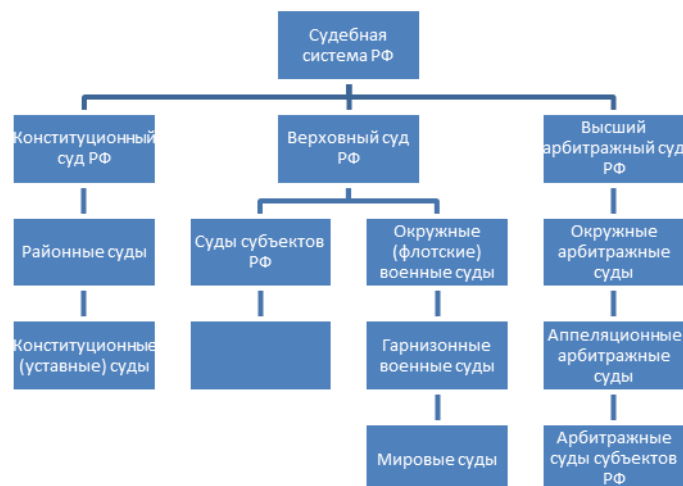 Судебная
система РФ
Конституционный
суд РФ
Верховный суд
РФ
Высший
арбитражный суд
РФ
Районные суды
Суды субъектов
РФ
Окружные
(флотские)
военные суды
Окружные
арбитражные
суды
Конституционные
(уставные) суды
Гарнизонные
военные суды
Аппеляционные
арбитражные
суды
Мировые суды
Арбитражные
суды субъектов
РФ